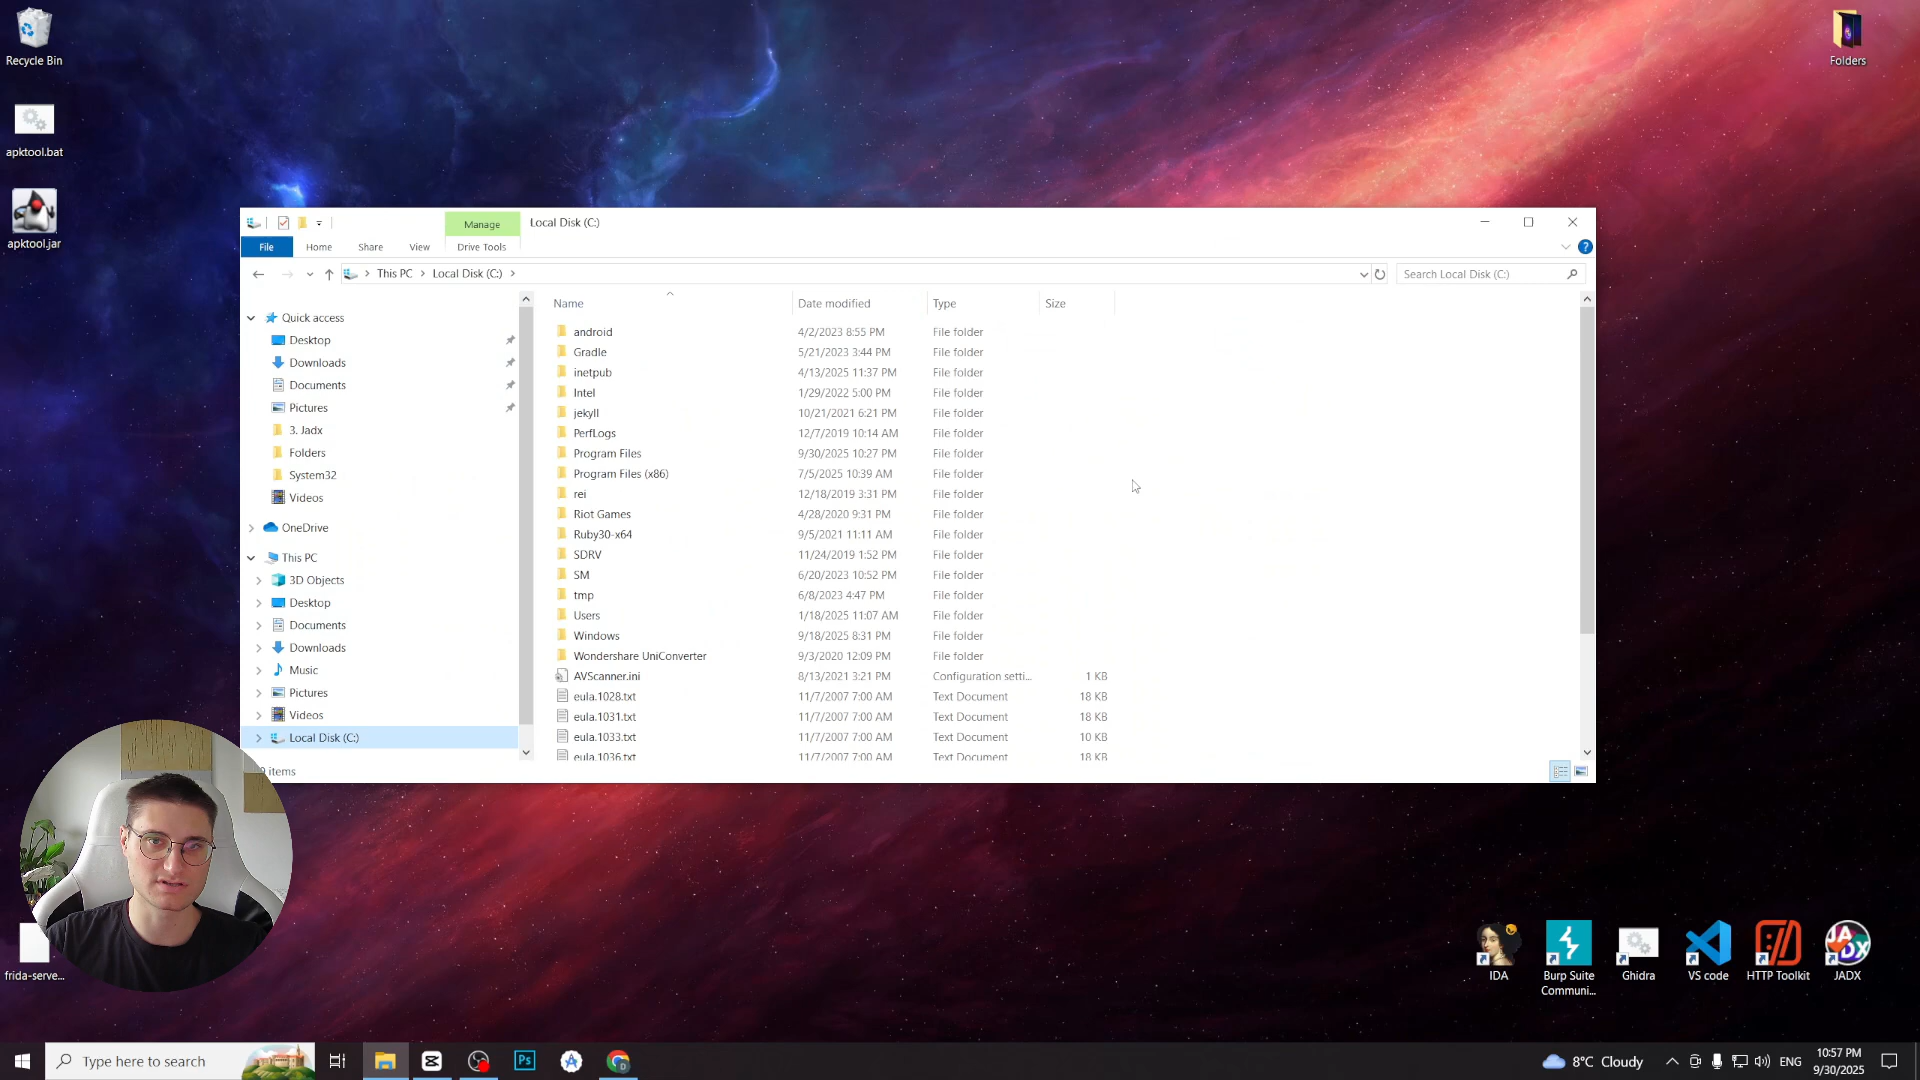 Recycle Bin
apktool.bat
apktool.jar
frida-serve...
Folders
Manage
Local Disk (C:)
File
Home
Share
View
Drive Tools
This PC
Local Disk (C:)
Search Local Disk (C:)
Quick access
Desktop
Downloads
Documents
Pictures
3. Jadx
Folders
System32
Videos
OneDrive
This PC
3D Objects
Desktop
Documents
Downloads
Music
Pictures
Videos
Local Disk (C:)
Name Date modified Type Size
android 4/2/2023 8:55 PM File folder
Gradle 5/21/2023 3:44 PM File folder
inetpub 4/13/2025 11:37 PM File folder
Intel 1/29/2022 5:00 PM File folder
jekyll 10/21/2021 6:21 PM File folder
PerfLogs 12/7/2019 10:14 AM File folder
Program Files 9/30/2025 10:27 PM File folder
Program Files (x86) 7/5/2025 10:39 AM File folder
rei 12/18/2019 3:31 PM File folder
Riot Games 4/28/2020 9:31 PM File folder
Ruby30-x64 9/5/2021 11:11 AM File folder
SDRV 11/24/2019 1:52 PM File folder
SM 6/20/2023 10:52 PM File folder
tmp 6/8/2023 4:47 PM File folder
Users 1/18/2025 11:07 AM File folder
Windows 9/18/2025 8:31 PM File folder
Wondershare UniConverter 9/3/2020 12:09 PM File folder
AVScanner.ini 8/13/2021 3:21 PM Configuration setti... 1 KB
eula.1028.txt 11/7/2007 7:00 AM Text Document 18 KB
eula.1031.txt 11/7/2007 7:00 AM Text Document 18 KB
eula.1033.txt 11/7/2007 7:00 AM Text Document 10 KB
eula.1036.txt 11/7/2007 7:00 AM Text Document 18 KB
items
IDA
Burp Suite
Communi...
Ghidra
VS code
HTTP Toolkit
JADX
Type here to search
Ps
8°C Cloudy
ENG
10:57 PM
9/30/2025